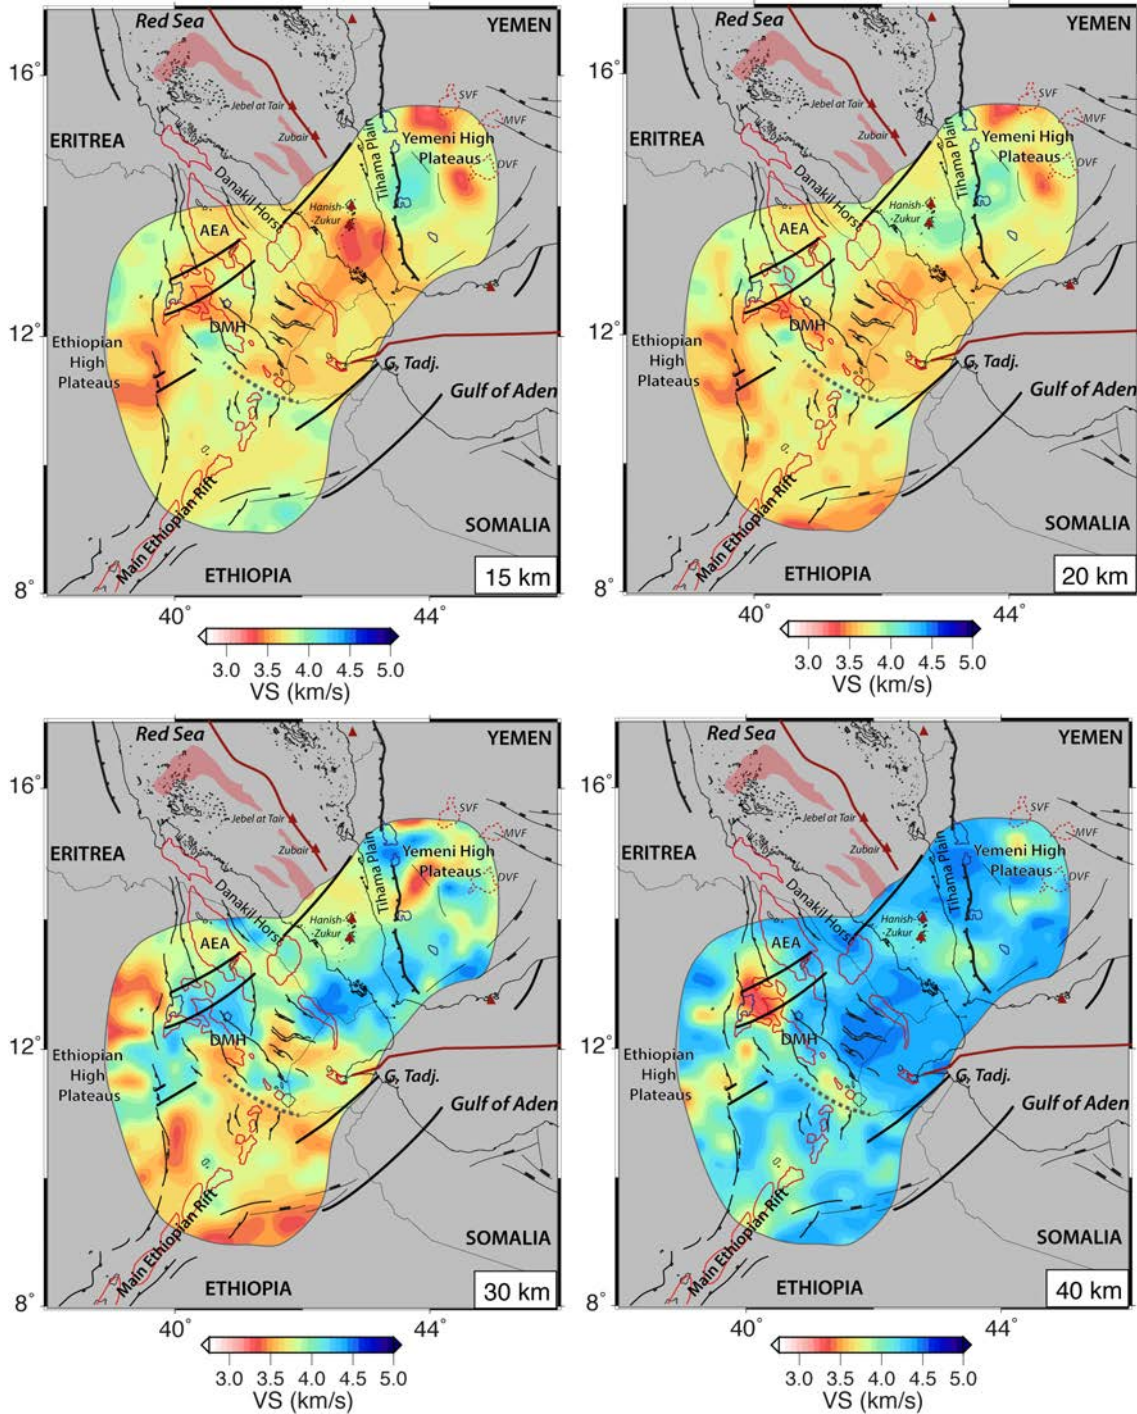 Red Sea
YEMEN
16°
SVF
MVF
Jebel at Tair
ERITREA
Zubair
Yemeni High
Plateaus
DVF
Tihama Plain
Danakil Horst
Hanish-
-Zukur
AEA
DMH
12°
Ethiopian
High
Plateaus
G. Tadj.
Gulf of Aden
Main Ethiopian Rift
SOMALIA
ETHIOPIA
15 km
8°
40°
44°
3.0 3.5 4.0 4.5 5.0
VS (km/s)
Red Sea
YEMEN
16°
SVF
MVF
Jebel at Tair
ERITREA
Zubair
Yemeni High
Plateaus
DVF
Tihama Plain
Danakil Horst
Hanish-
-Zukur
AEA
DMH
12°
Ethiopian
High
Plateaus
G. Tadj.
Gulf of Aden
Main Ethiopian Rift
SOMALIA
ETHIOPIA
20 km
8°
40°
44°
3.0 3.5 4.0 4.5 5.0
VS (km/s)
Red Sea
YEMEN
16°
SVF
MVF
Jebel at Tair
ERITREA
Zubair
Yemeni High
Plateaus
DVF
Tihama Plain
Danakil Horst
Hanish-
-Zukur
AEA
DMH
12°
Ethiopian
High
Plateaus
G. Tadj.
Gulf of Aden
Main Ethiopian Rift
SOMALIA
ETHIOPIA
30 km
8°
40°
44°
3.0 3.5 4.0 4.5 5.0
VS (km/s)
Red Sea
YEMEN
16°
SVF
MVF
Jebel at Tair
ERITREA
Zubair
Yemeni High
Plateaus
DVF
Tihama Plain
Danakil Horst
Hanish-
-Zukur
AEA
DMH
12°
Ethiopian
High
Plateaus
G. Tadj.
Gulf of Aden
Main Ethiopian Rift
SOMALIA
ETHIOPIA
40 km
8°
40°
44°
3.0 3.5 4.0 4.5 5.0
VS (km/s)